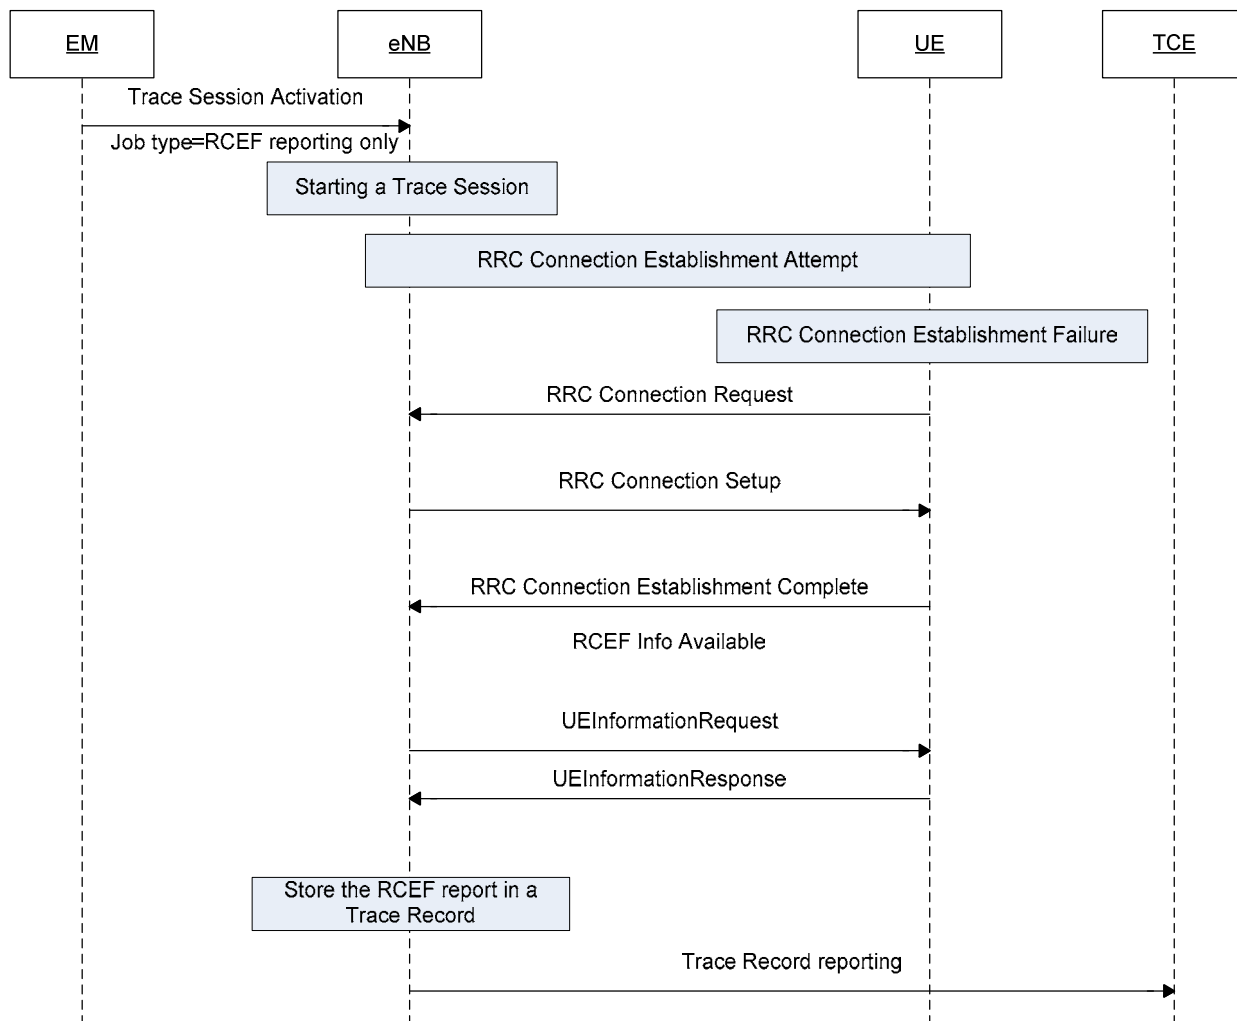 EM
eNB
UE
TCE
Trace Session Activation
Job type=RCEF reporting only
Starting a Trace Session
RRC Connection Establishment Attempt
RRC Connection Establishment Failure
RRC Connection Request
RRC Connection Setup
RRC Connection Establishment Complete
RCEF Info Available
UEInformationRequest
UEInformationResponse
Store the RCEF report in a
Trace Record
Trace Record reporting